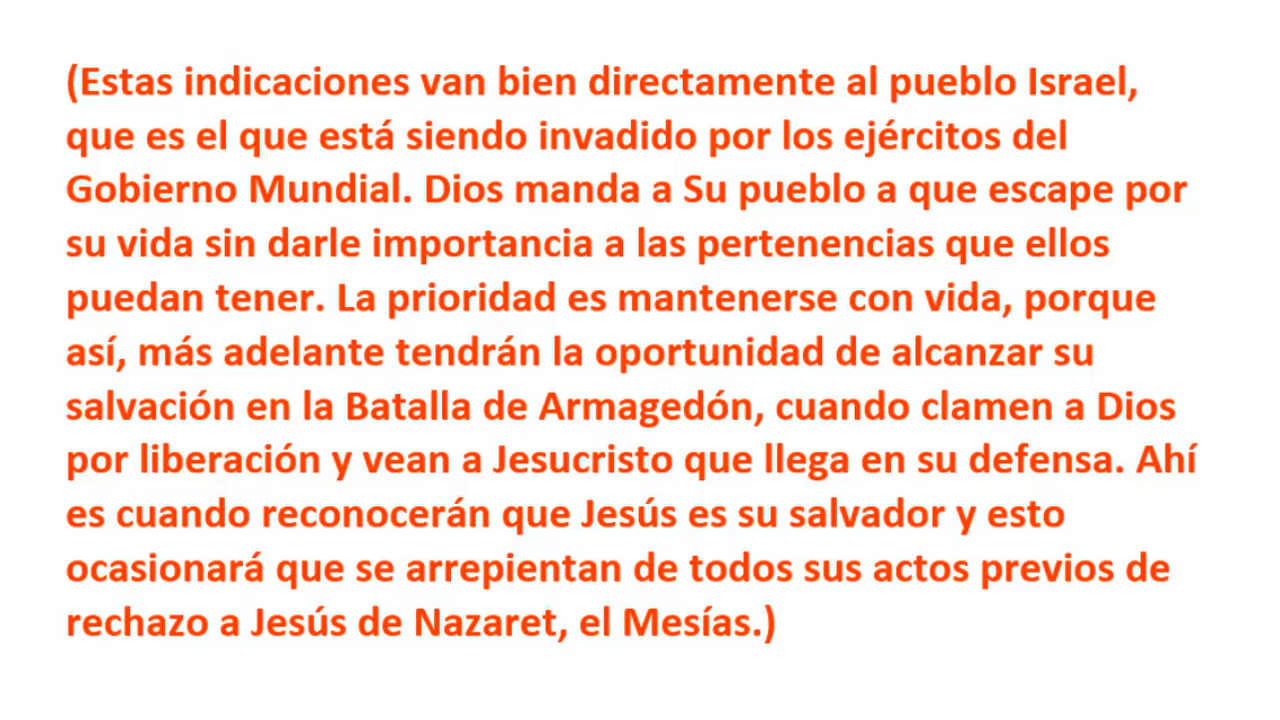 (Estas indicaciones van bien directamente al pueblo Israel,
que es el que está siendo invadido por los ejércitos del
Gobierno Mundial. Dios manda a Su pueblo a que escape por
su vida sin darle importancia a las pertenencias que ellos
puedan tener. La prioridad es mantenerse con vida, porque
así, más adelante tendrán la oportunidad de alcanzar su
salvación en la Batalla de Armagedón, cuando clamen a Dios
por liberación y vean a Jesucristo que llega en su defensa. Ahí
es cuando reconocerán que Jesús es su salvador y esto
ocasionará que se arrepientan de todos sus actos previos de
rechazo a Jesús de Nazaret, el Mesías.)